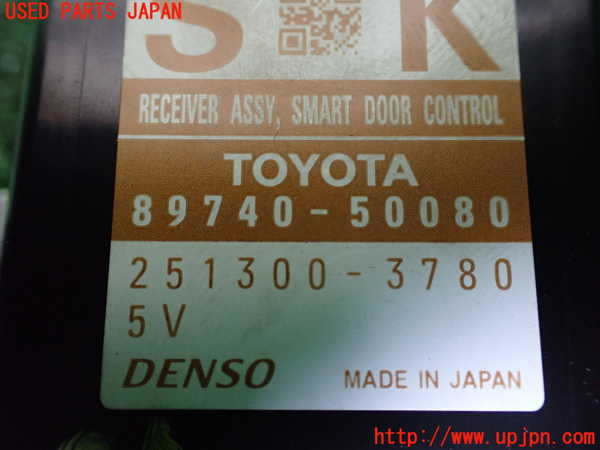 USED PARTS JAPAN
S K
RECEIVER ASSY, SMART DOOR CONTROL
TOYOTA
89740-50080
251300-3780
5V
DENSO
MADE IN JAPAN
http://www.upjpn.com/